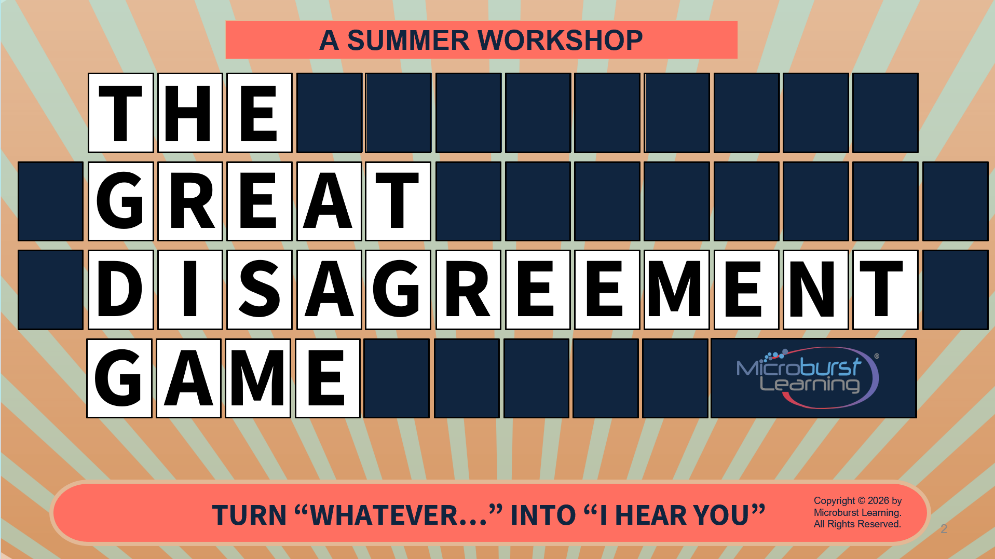 A SUMMER WORKSHOP
THE
GREAT
DISAGREEMENT
GAME
Microburst
Learning
®
TURN “WHATEVER...” INTO “I HEAR YOU”
Copyright © 2026 by
Microburst Learning.
All Rights Reserved.
2